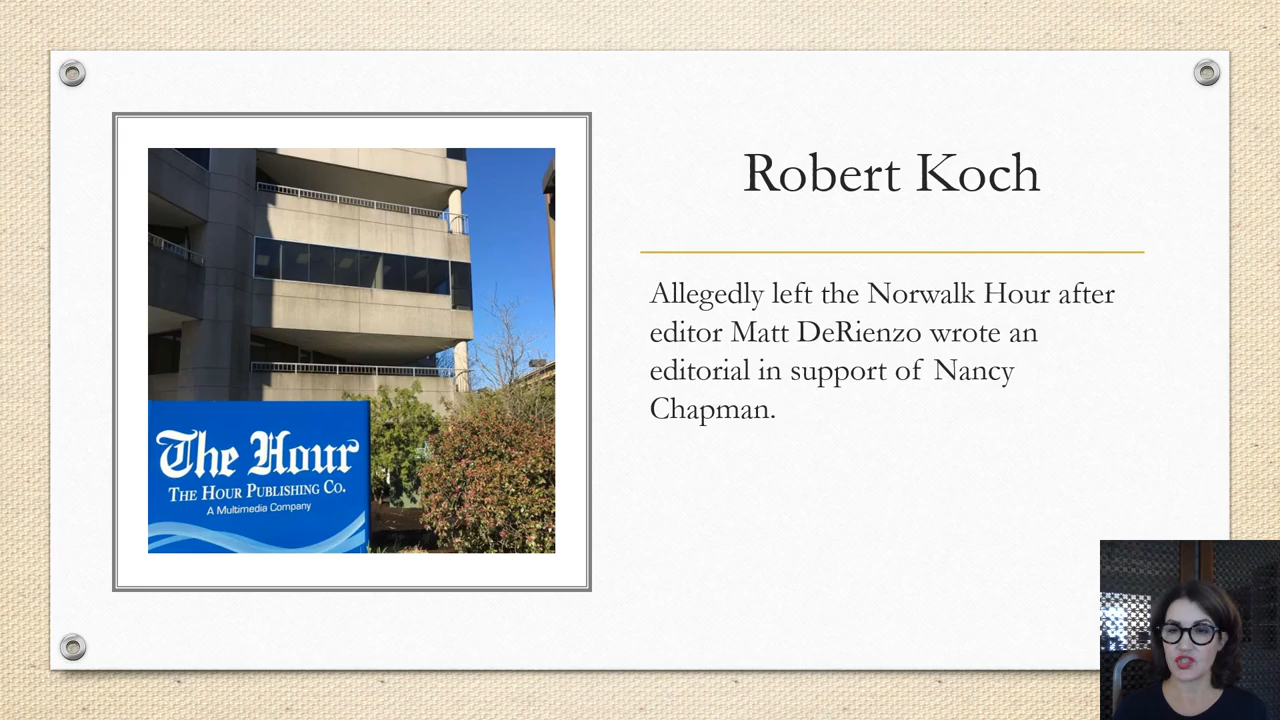 Robert Koch
Allegedly left the Norwalk Hour after
editor Matt DeRienzo wrote an
editorial in support of Nancy
Chapman.
The Hour
THE HOUR PUBLISHING CO.
A Multimedia Company